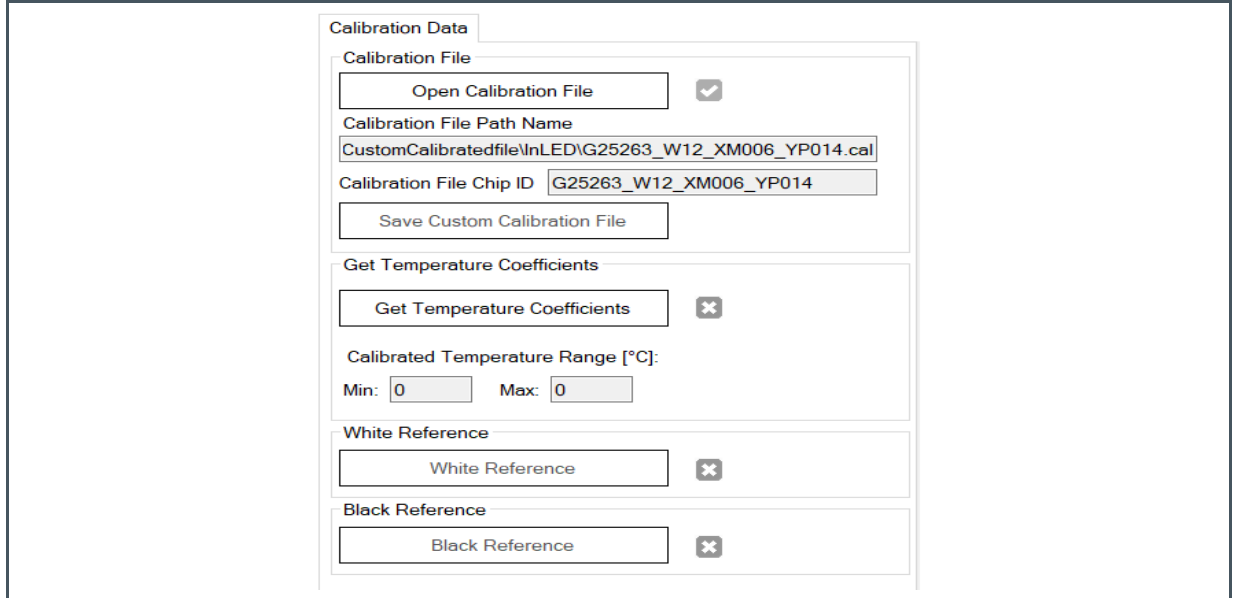 Calibration Data
Calibration File
Open Calibration File
Calibration File Path Name
CustomCalibratedfile\InLED\G25263_W12_XM006_YP014.cal
Calibration File Chip ID G25263_W12_XM006_YP014
Save Custom Calibration File
Get Temperature Coefficients
Get Temperature Coefficients
Calibrated Temperature Range [°C]:
Min: 0 Max: 0
White Reference
White Reference
Black Reference
Black Reference